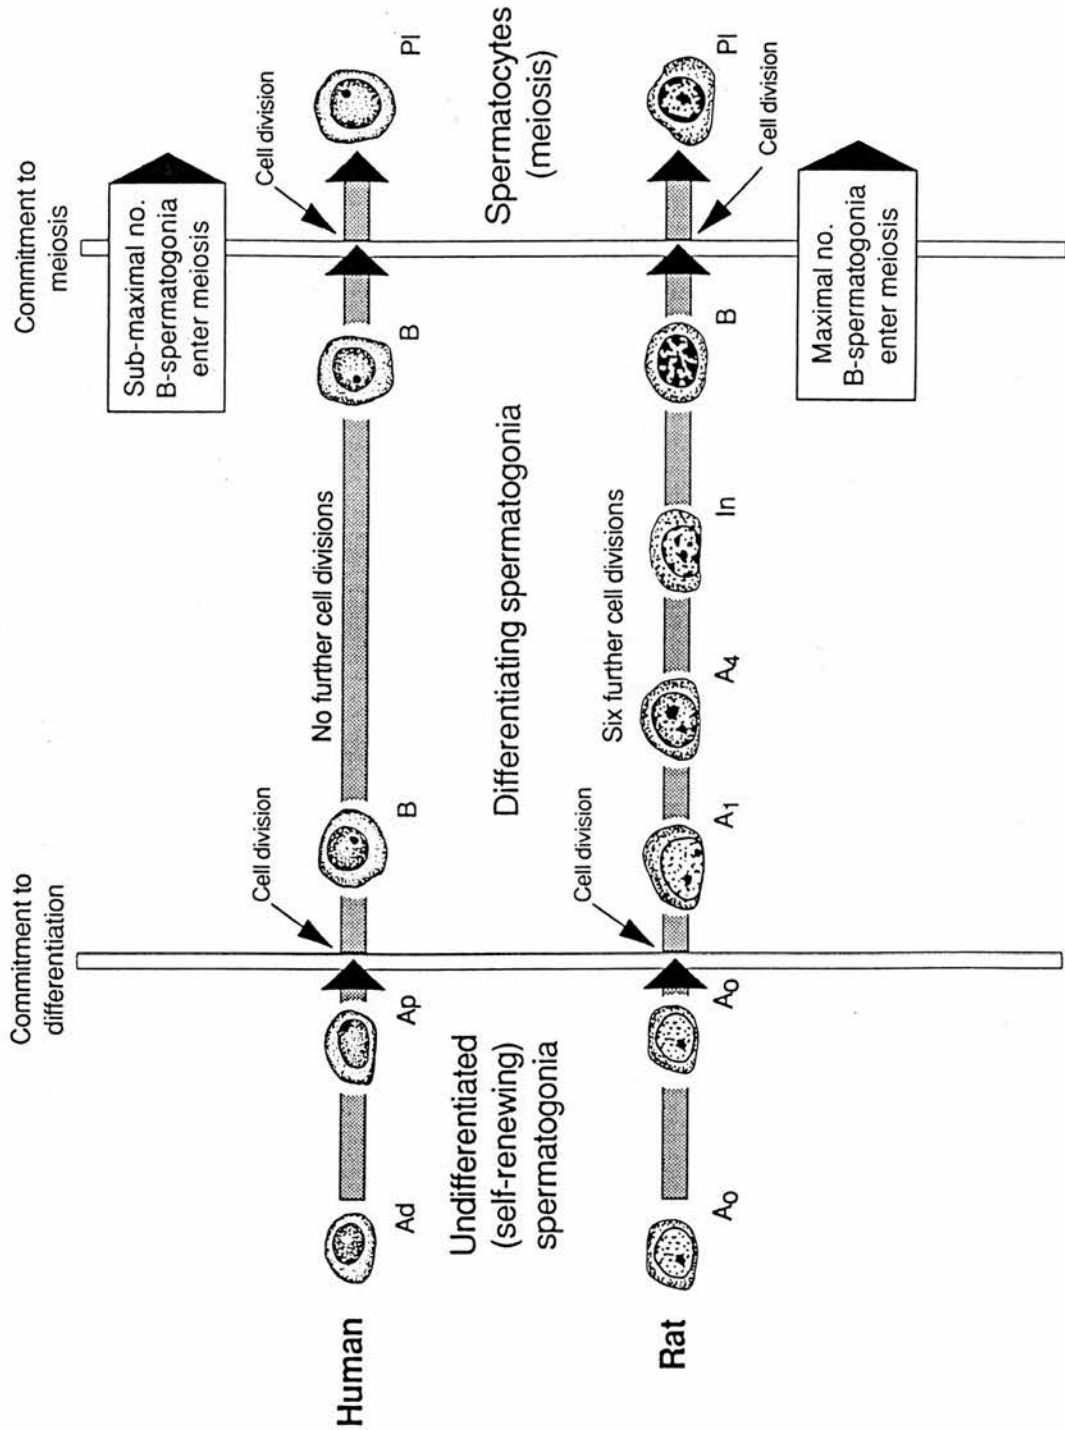 Commitment to
differentiation
Commitment to
meiosis
Sub-maximal no.
B-spermatogonia
enter meiosis
Cell division
Cell division
No further cell divisions
Human
Ad
Ap
B
B
Pl
Undifferentiated
(self-renewing)
spermatogonia
Differentiating spermatogonia
Spermatocytes
(meiosis)
Cell division
Six further cell divisions
Rat
A₀
A₀
A₁
A₄
In
B
Pl
Cell division
Maximal no.
B-spermatogonia
enter meiosis